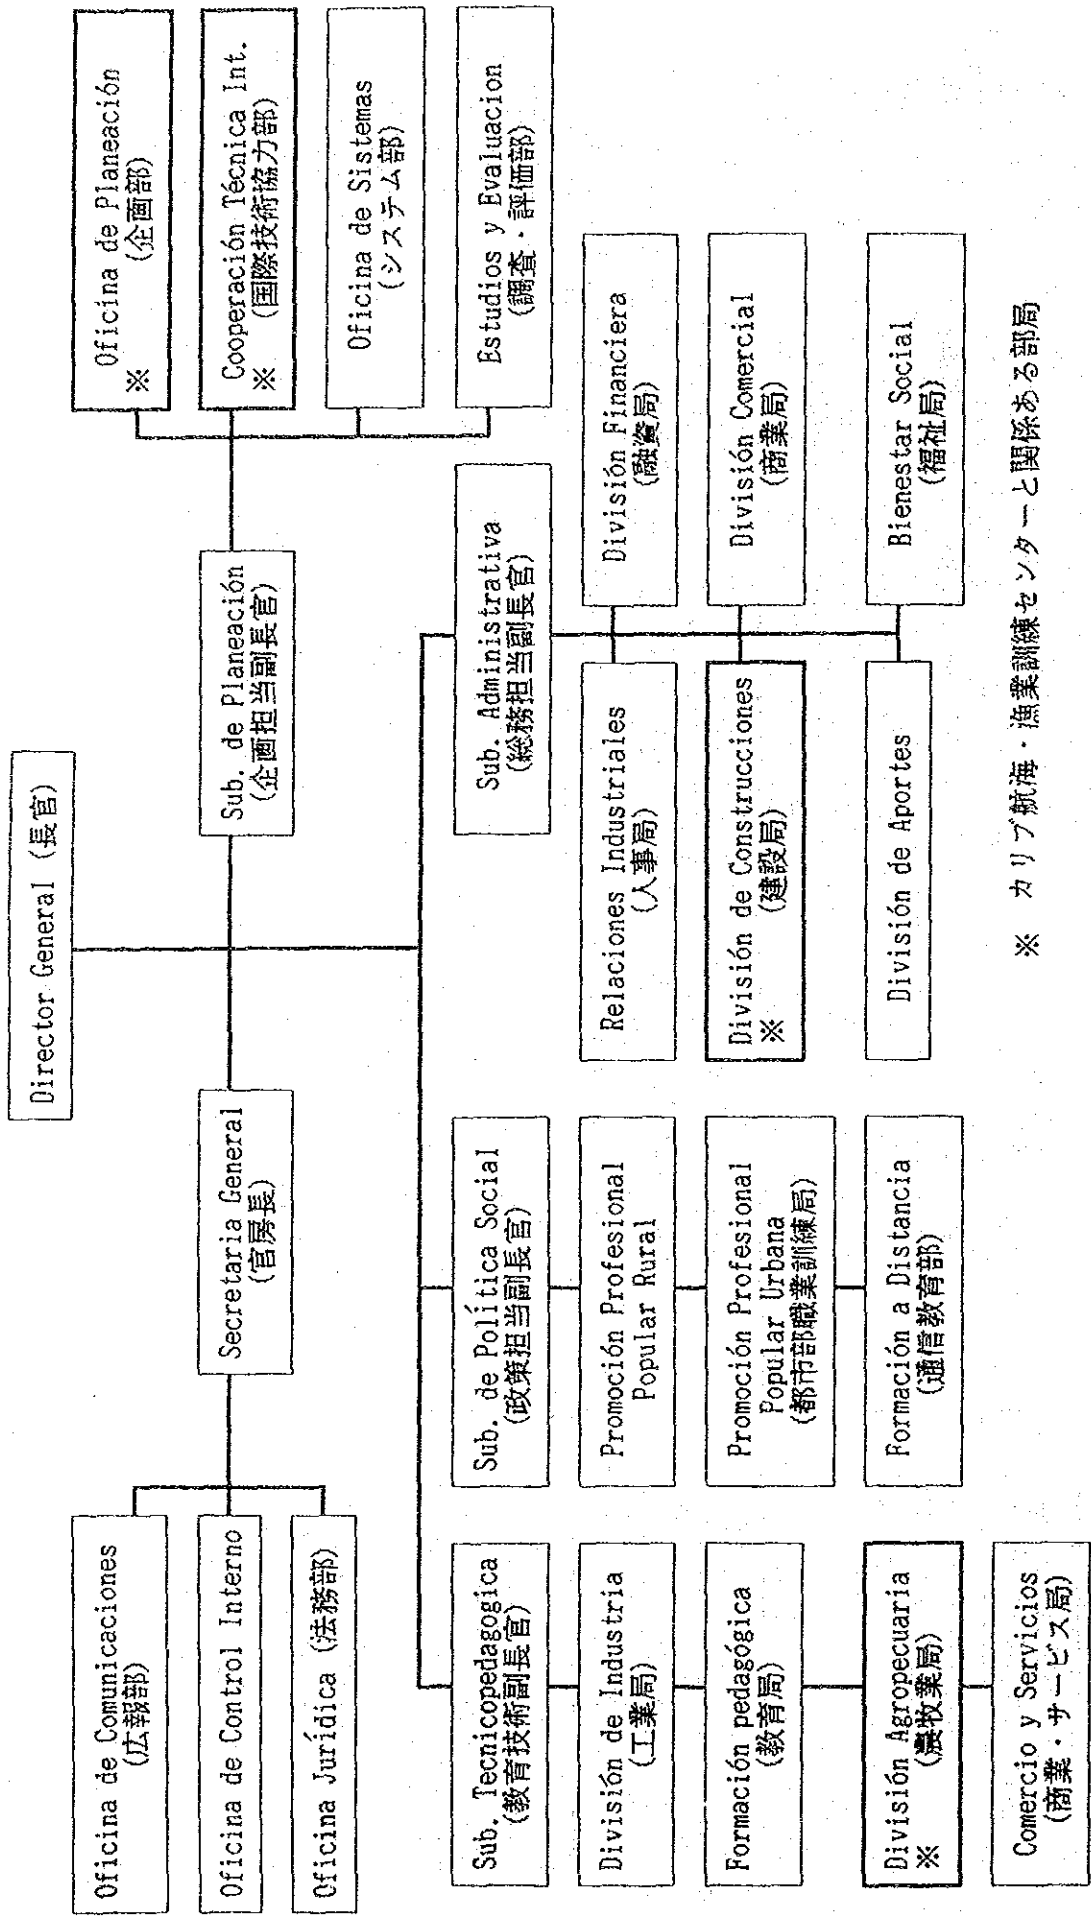 Director General (長官)
Secretaria General
(官房長)
Sub. de Planeación
(企画担当副長官)
Oficina de Comunicaciones
(広報部)
Oficina de Control Interno
Oficina Jurídica (法務部)
Oficina de Planeación
※ (企画部)
Cooperación Técnica Int.
※ (国際技術協力部)
Oficina de Sistemas
(システム部)
Estudios y Evaluacion
(調査・評価部)
Sub. Tecnicopedagogica
(教育技術副長官)
División de Industria
(工業局)
Formación pedagógica
(教育局)
División Agropecuaria
※ (農牧業局)
Comercio y Servicios
(商業・サービス局)
Sub. de Política Social
(政策担当副長官)
Promoción Profesional
Popular Rural
Promoción Profesional
Popular Urbana
(都市部職業訓練局)
Formación a Distancia
(通信教育部)
Sub. Administrativa
(総務担当副長官)
Relaciones Industriales
(人事局)
División Financiera
(融資局)
División de Construcciones
※ (建設局)
División Comercial
(商業局)
División de Aportes
Bienestar Social
(福祉局)
※ カリブ航海・漁業訓練センターと関係ある部局